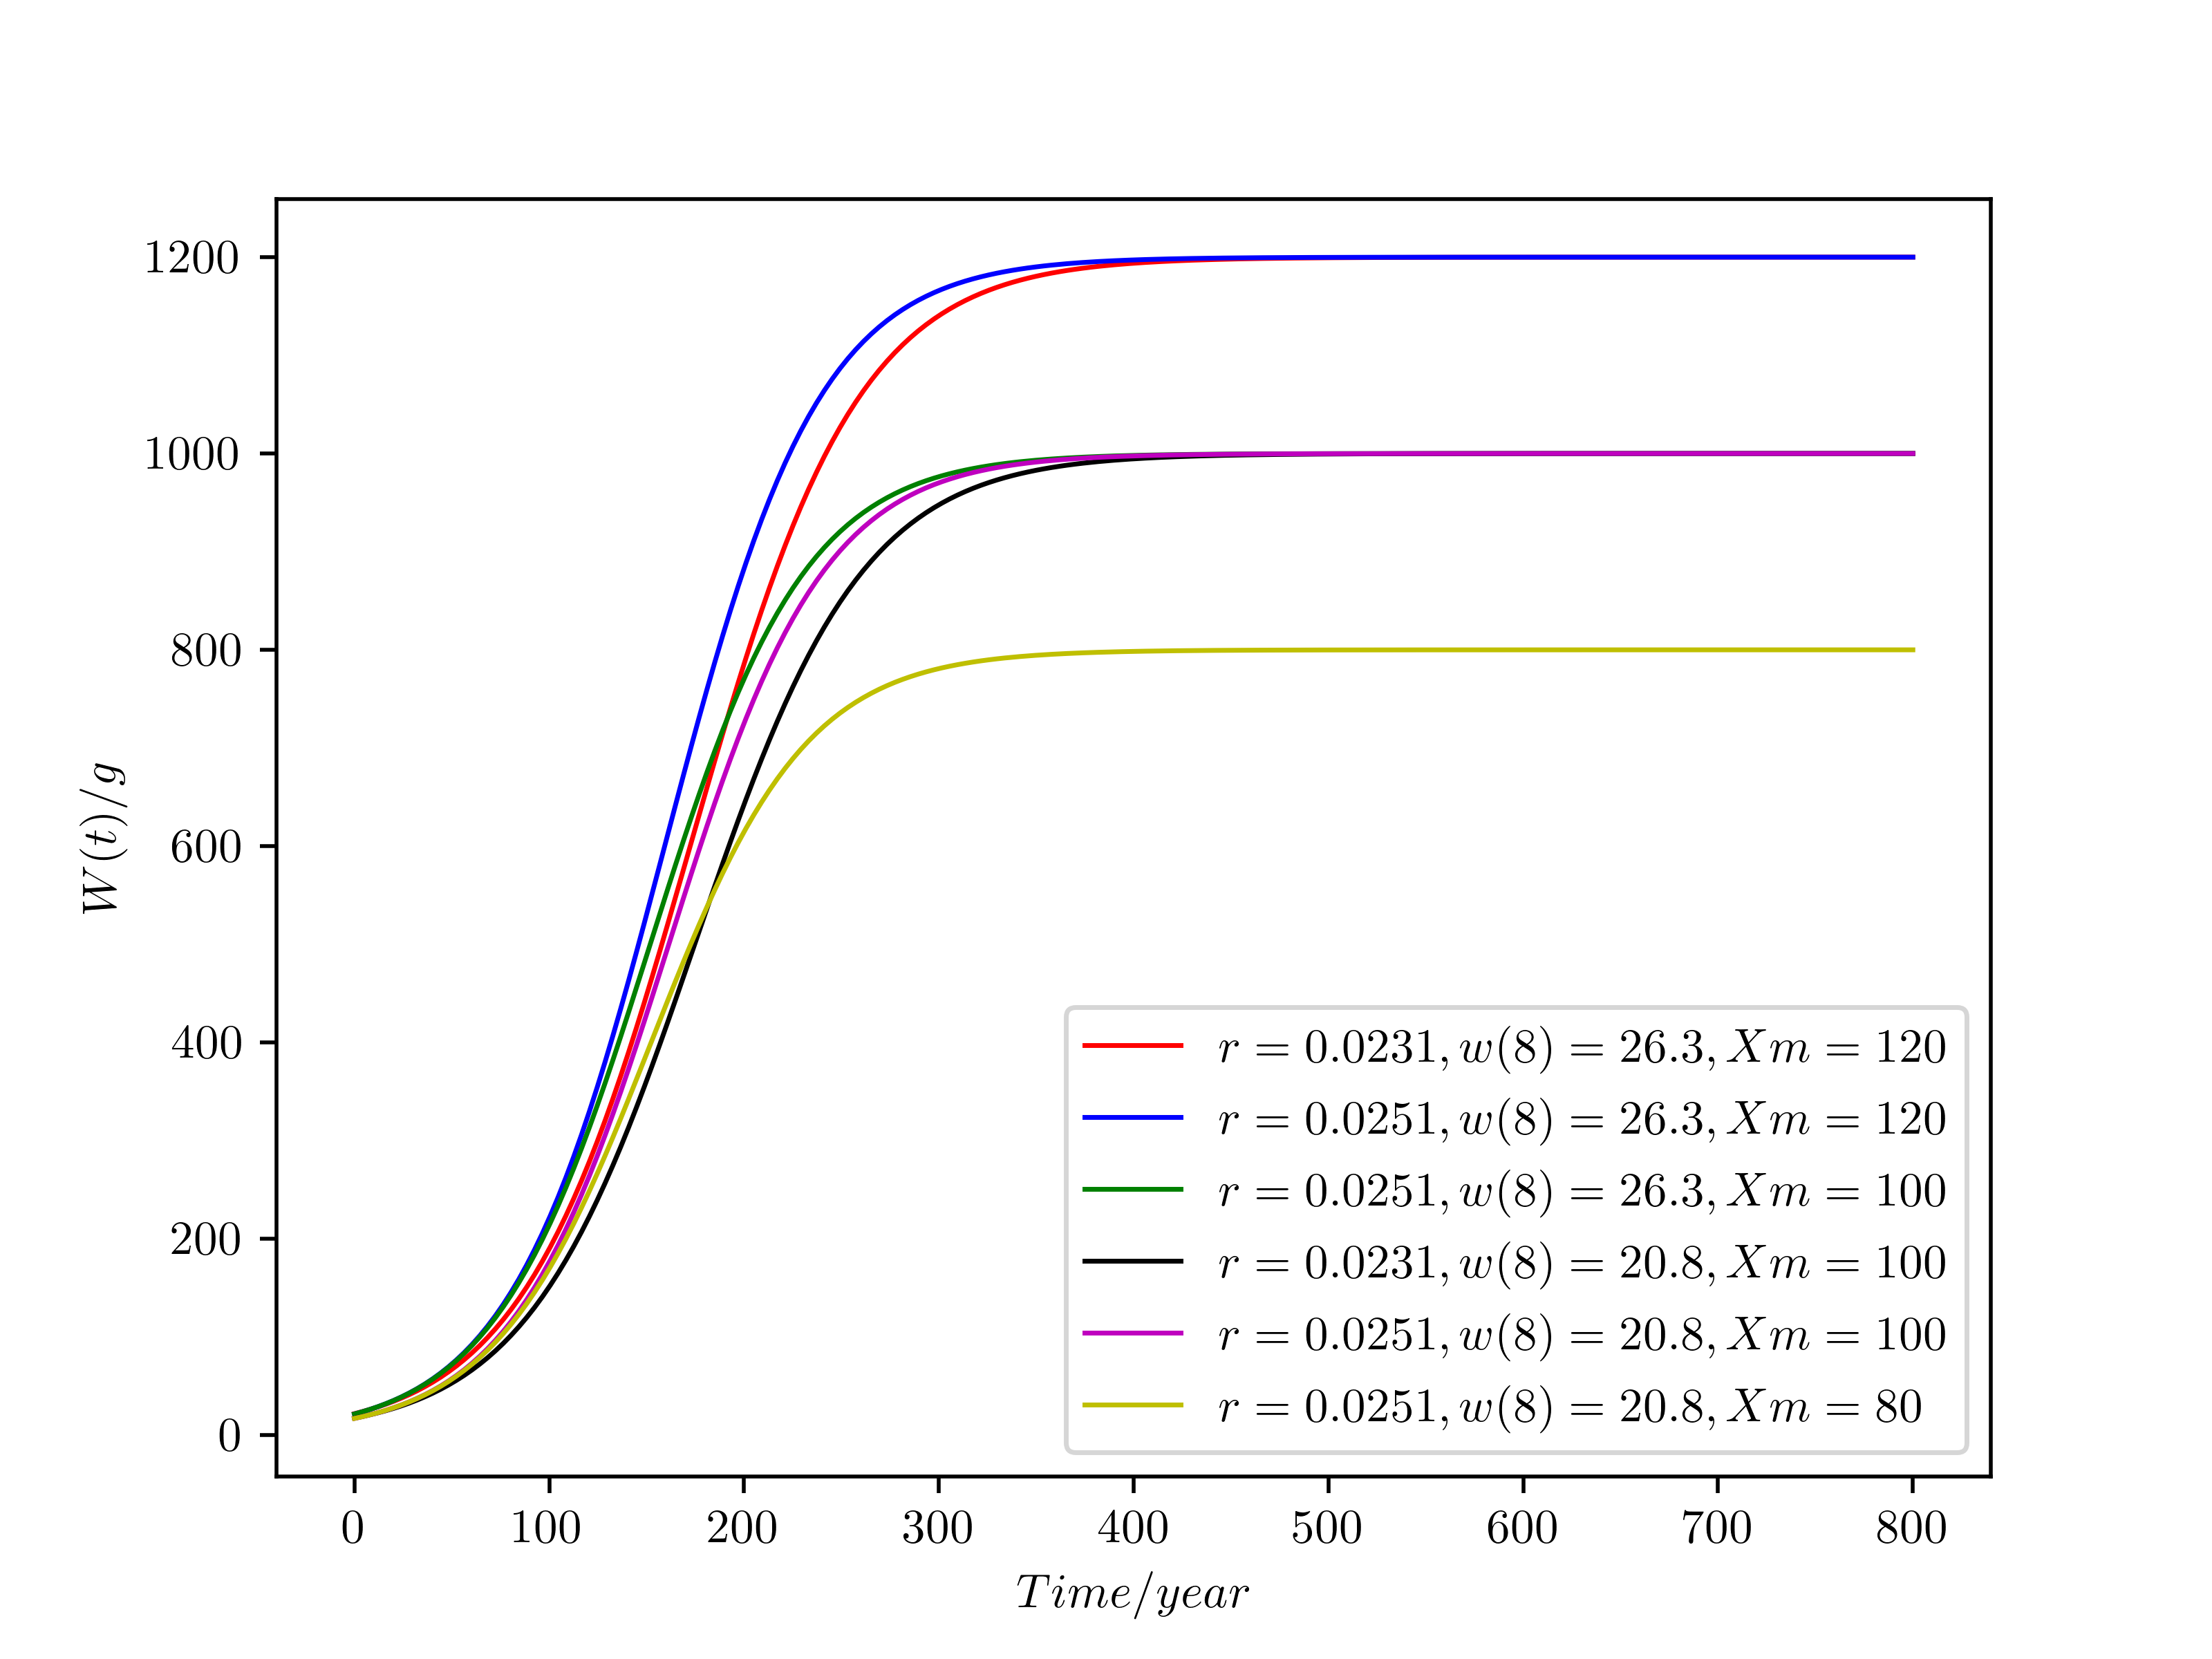 1200
1000
800
600
400
200
0
W(t)/g
r = 0.0231, w(8) = 26.3, Xm = 120
r = 0.0251, w(8) = 26.3, Xm = 120
r = 0.0251, w(8) = 26.3, Xm = 100
r = 0.0231, w(8) = 20.8, Xm = 100
r = 0.0251, w(8) = 20.8, Xm = 100
r = 0.0251, w(8) = 20.8, Xm = 80
0 100 200 300 400 500 600 700 800
Time/year